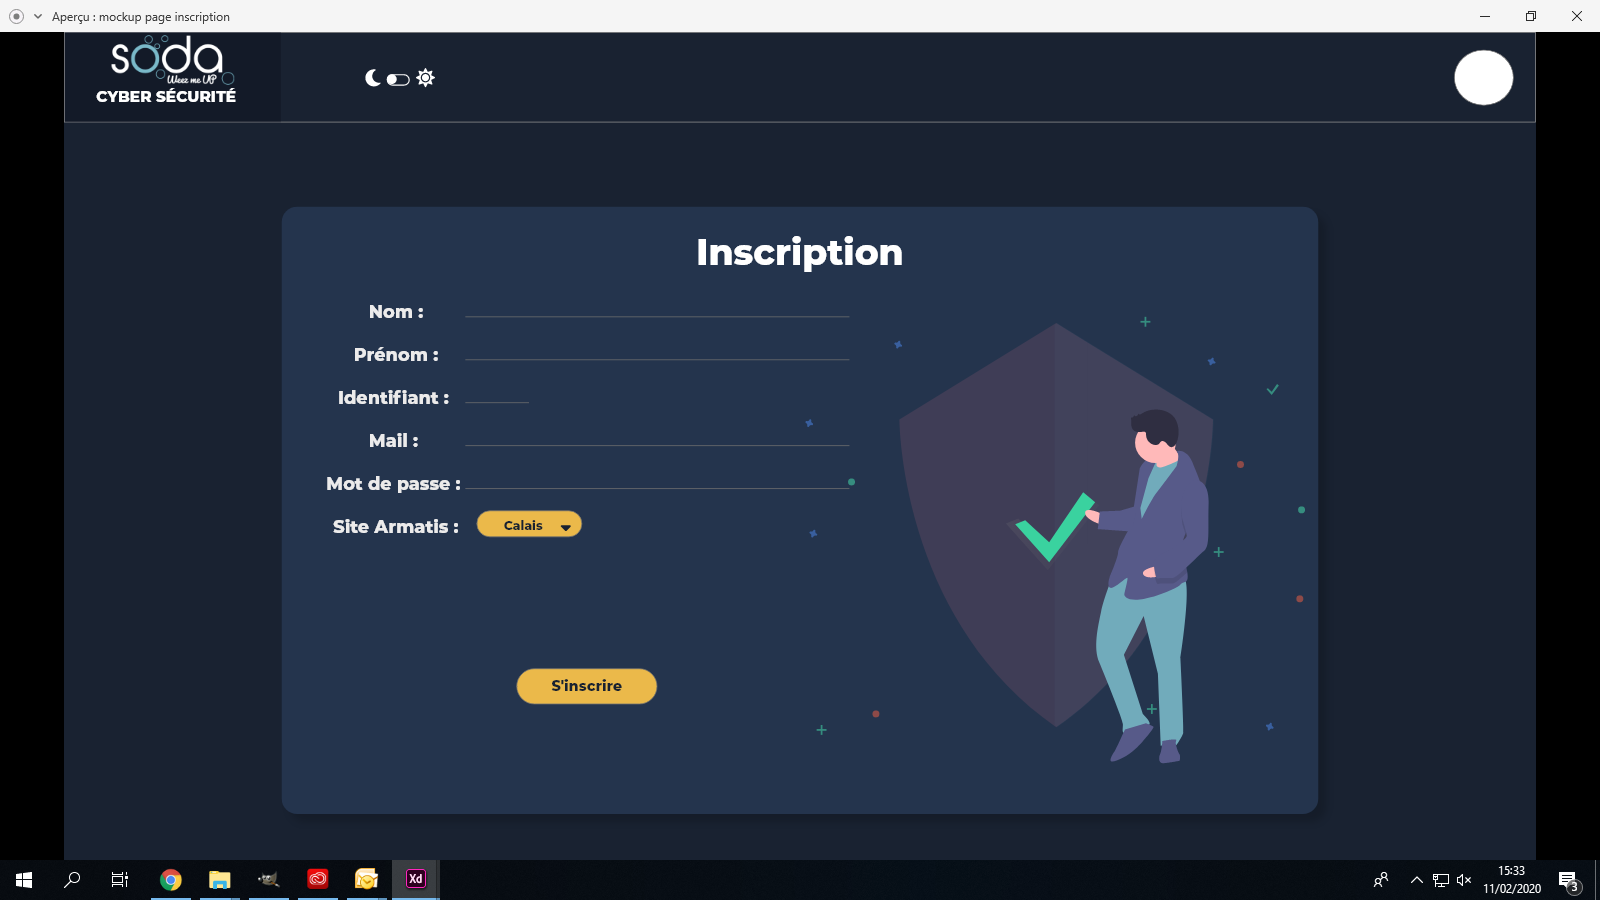 Aperçu : mockup page inscription
soda
Weez me UP
CYBER SÉCURITÉ
Inscription
Nom :
Prénom :
Identifiant :
Mail :
Mot de passe :
Site Armatis :
Calais
S'inscrire
Xd
15:33
11/02/2020
3